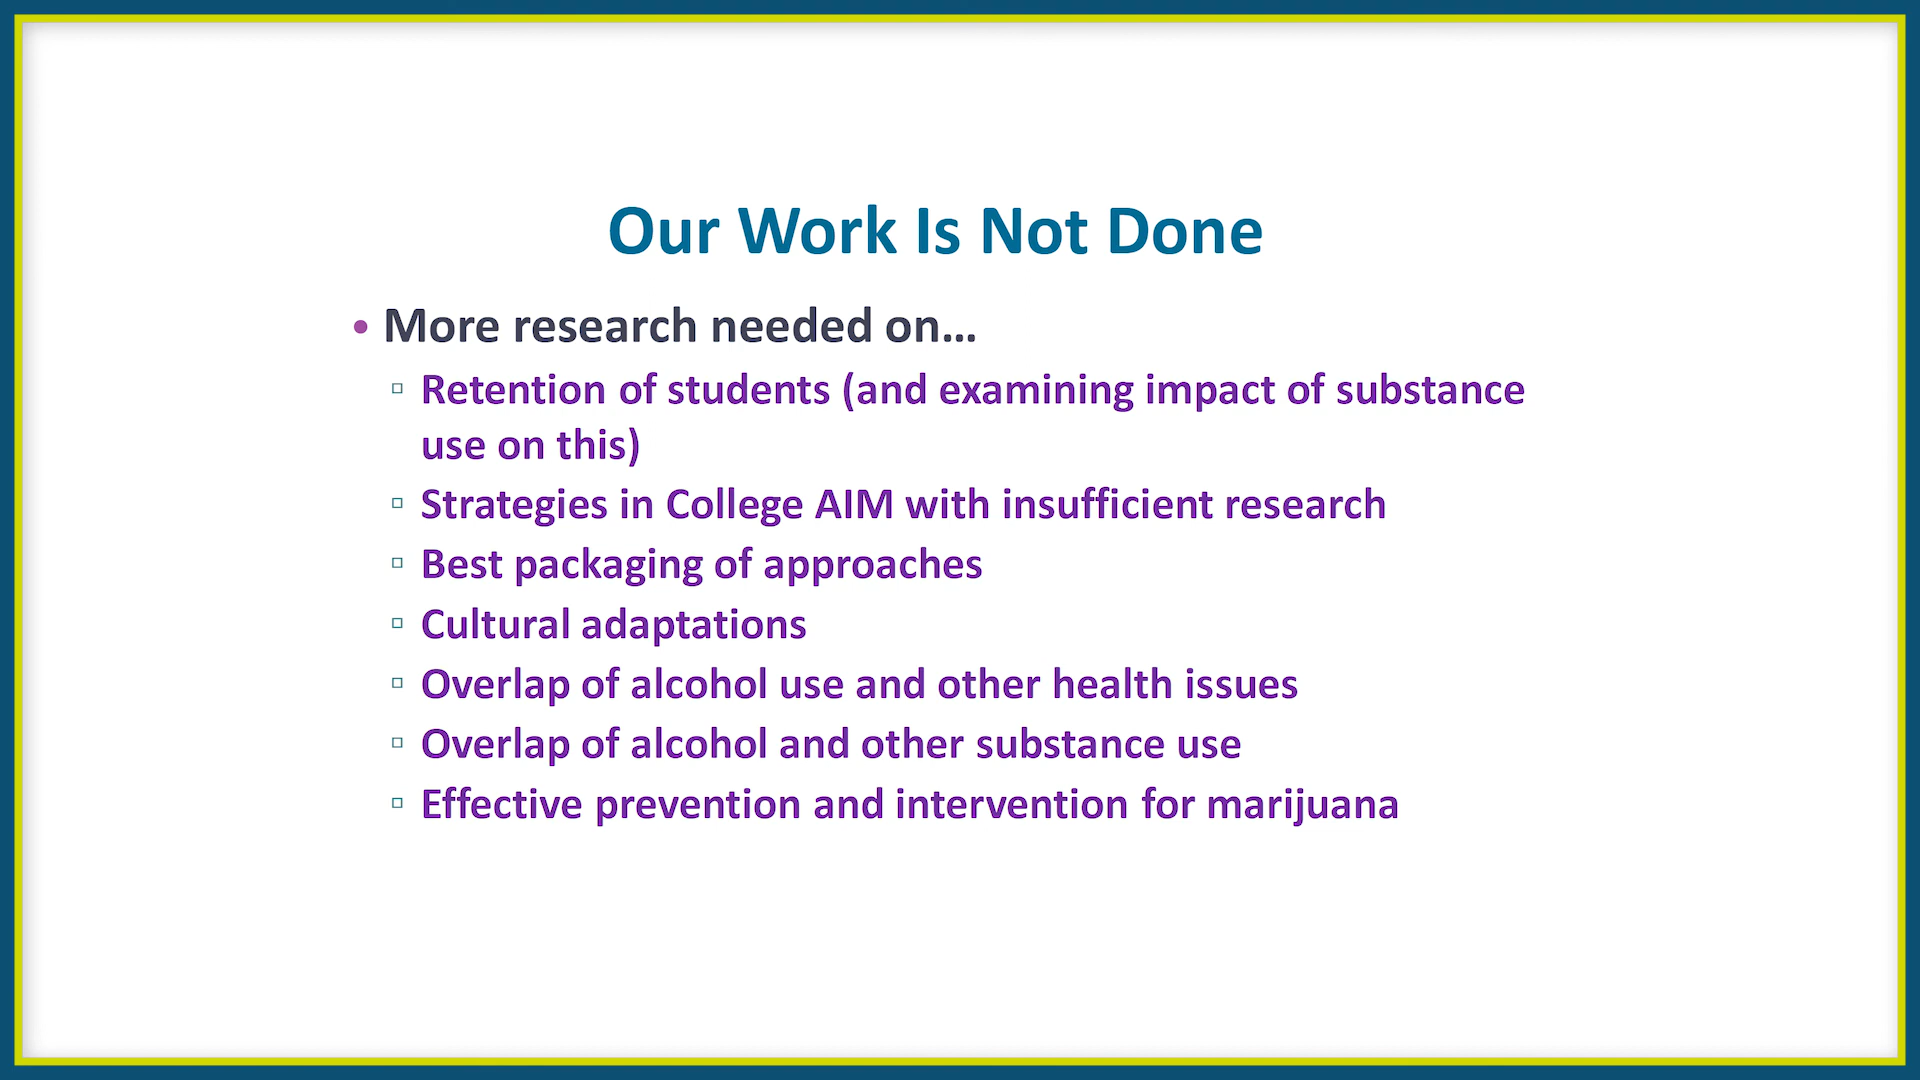 Our Work Is Not Done
• More research needed on...
▫ Retention of students (and examining impact of substance
use on this)
▫ Strategies in College AIM with insufficient research
▫ Best packaging of approaches
▫ Cultural adaptations
▫ Overlap of alcohol use and other health issues
▫ Overlap of alcohol and other substance use
▫ Effective prevention and intervention for marijuana